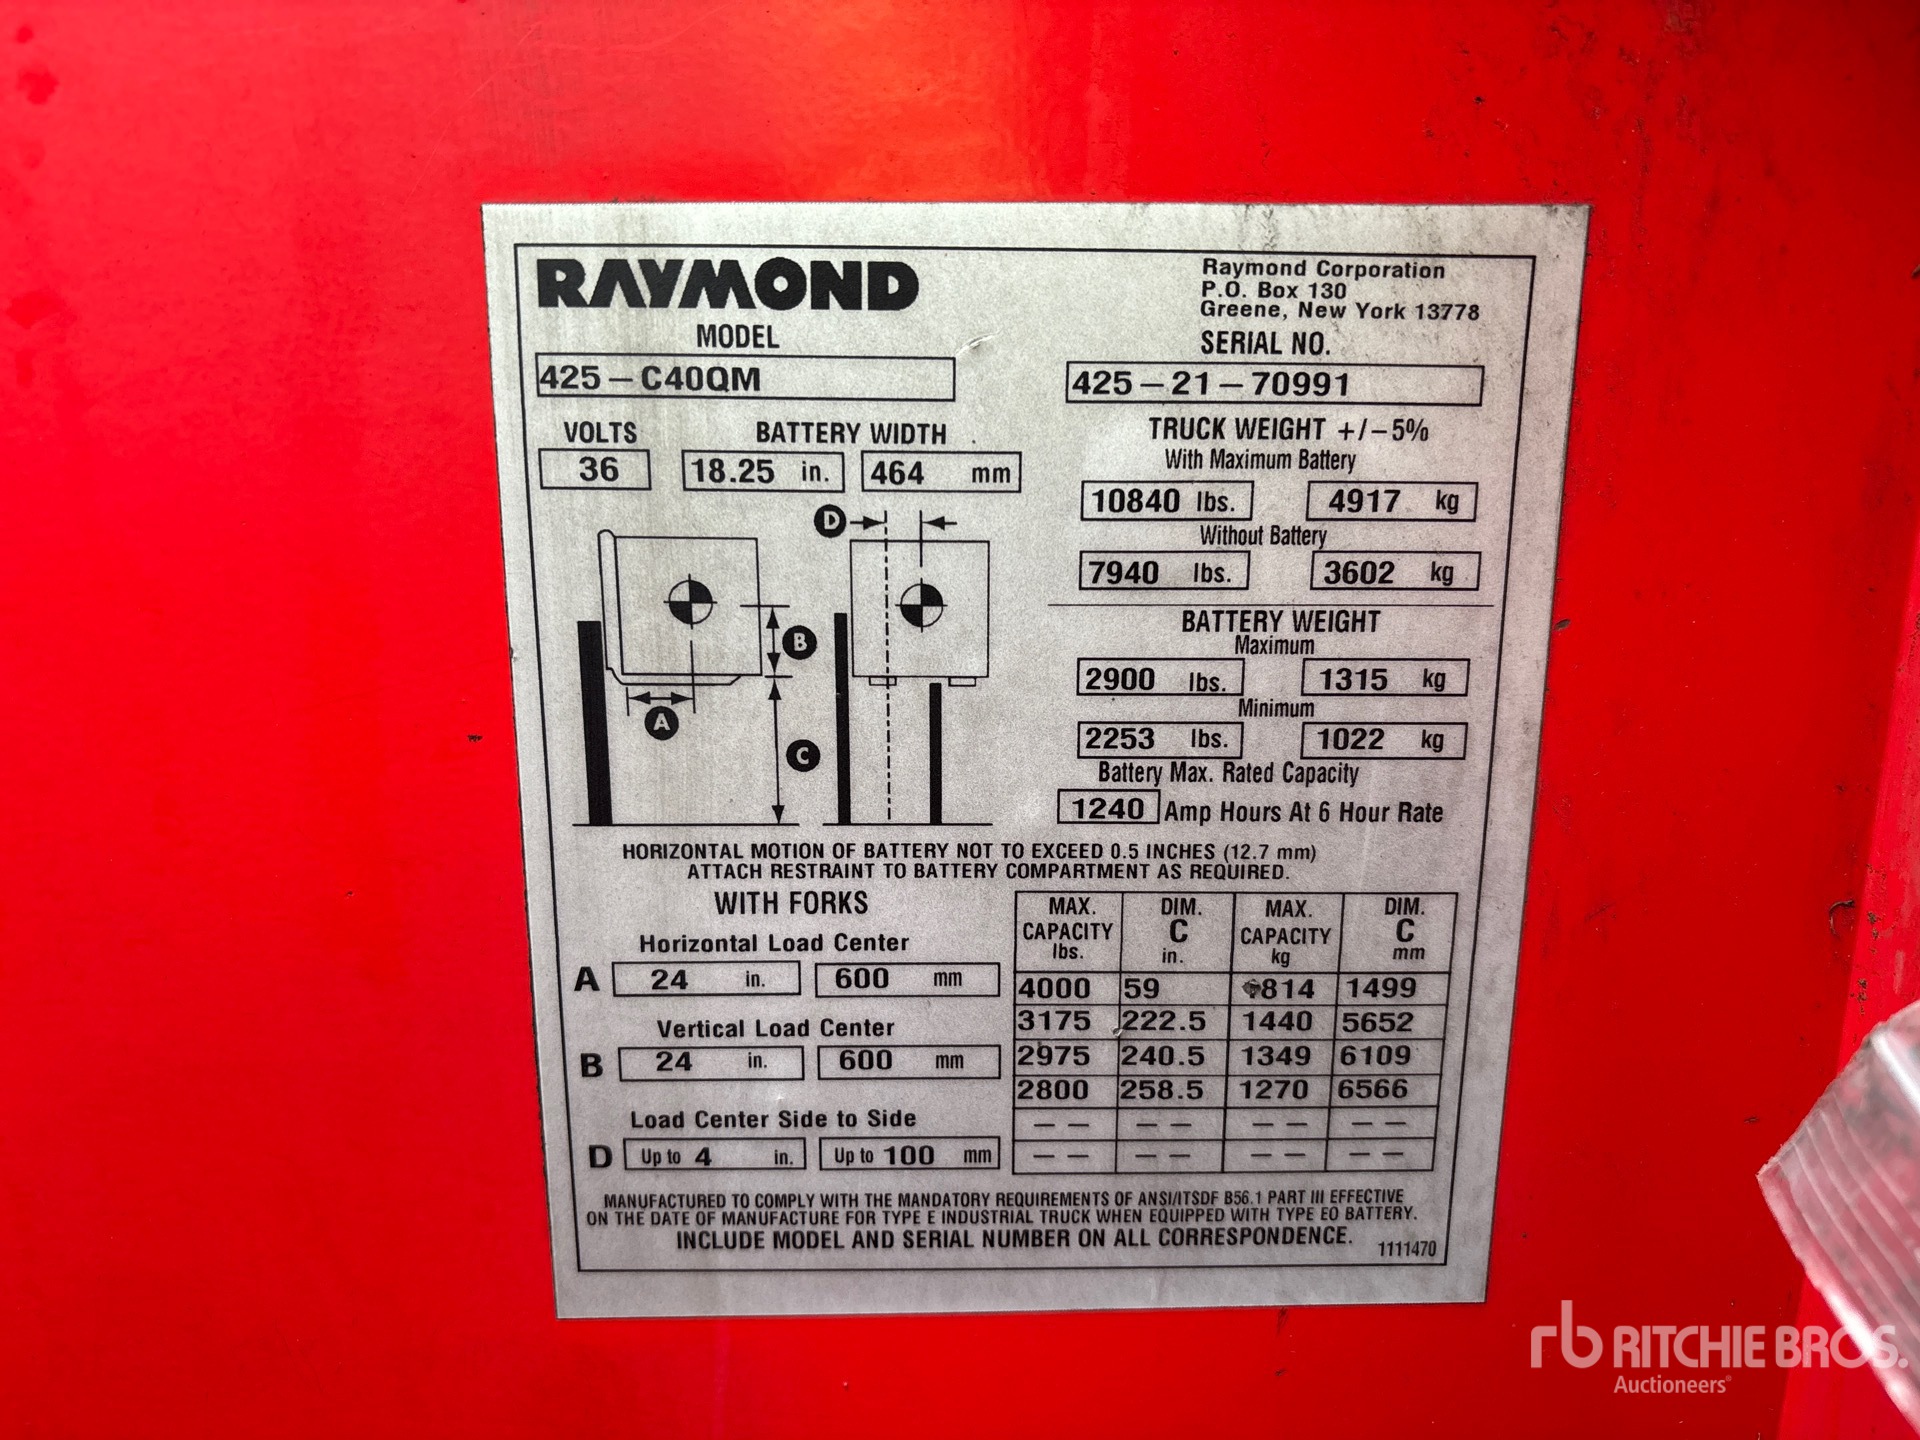 RAYMOND
Raymond Corporation
P.O. Box 130
Greene, New York 13778
MODEL
425-C40QM
SERIAL NO.
425-21-70991
VOLTS
36
BATTERY WIDTH
18.25 in. 464 mm
TRUCK WEIGHT +/-5%
With Maximum Battery
10840 lbs. 4917 kg
Without Battery
7940 lbs. 3602 kg
D
B
A
C
BATTERY WEIGHT
Maximum
2900 lbs. 1315 kg
Minimum
2253 lbs. 1022 kg
Battery Max. Rated Capacity
1240 Amp Hours At 6 Hour Rate
HORIZONTAL MOTION OF BATTERY NOT TO EXCEED 0.5 INCHES (12.7 mm)
ATTACH RESTRAINT TO BATTERY COMPARTMENT AS REQUIRED.
WITH FORKS
Horizontal Load Center
A 24 in. 600 mm
Vertical Load Center
B 24 in. 600 mm
Load Center Side to Side
D Up to 4 in. Up to 100 mm
MAX. CAPACITY lbs. DIM. C in. MAX. CAPACITY kg DIM. C mm
4000 59 1814 1499
3175 222.5 1440 5652
2975 240.5 1349 6109
2800 258.5 1270 6566
-- -- -- --
-- -- -- --
MANUFACTURED TO COMPLY WITH THE MANDATORY REQUIREMENTS OF ANSI/ITSDF B56.1 PART III EFFECTIVE
ON THE DATE OF MANUFACTURE FOR TYPE E INDUSTRIAL TRUCK WHEN EQUIPPED WITH TYPE EO BATTERY.
INCLUDE MODEL AND SERIAL NUMBER ON ALL CORRESPONDENCE.
1111470
rb RITCHIE BROS.
Auctioneers